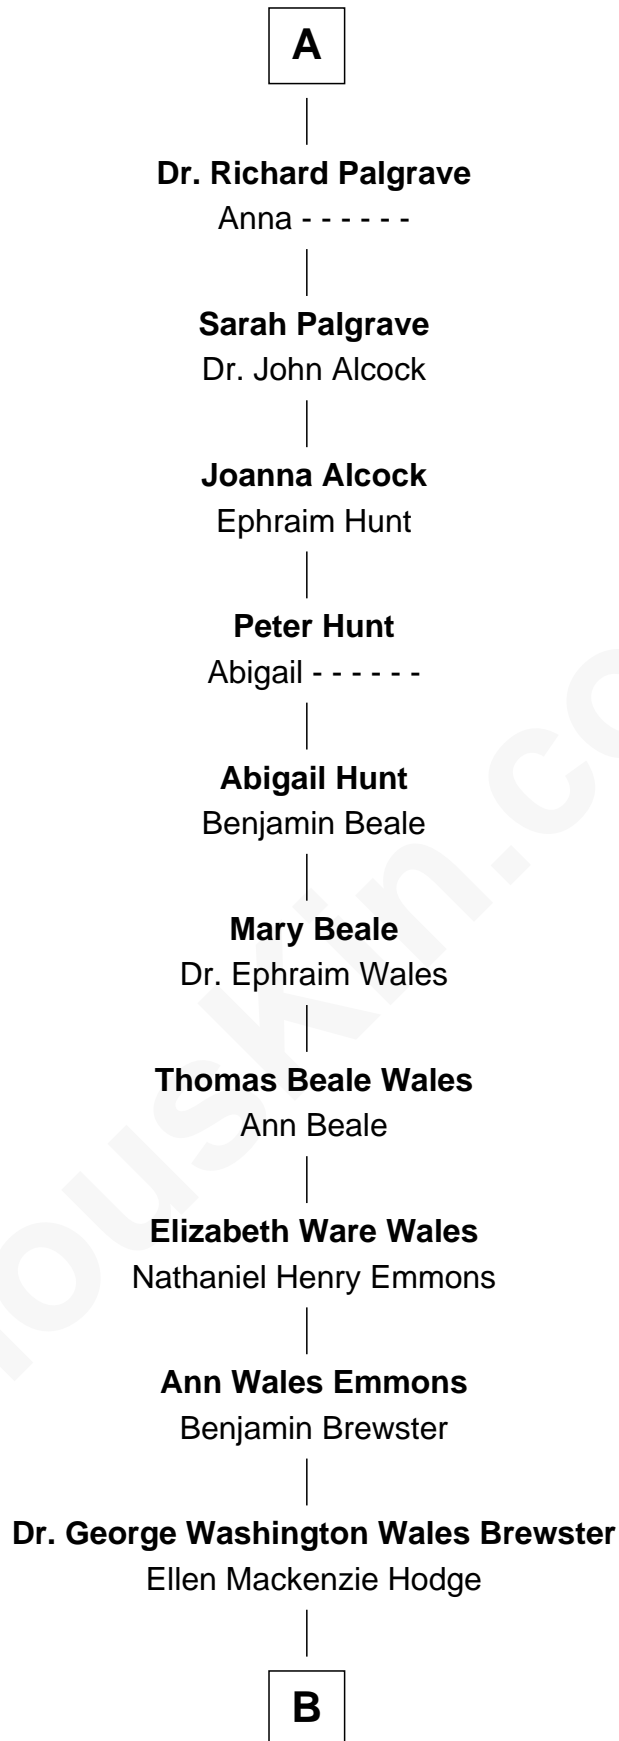 A
Dr. Richard Palgrave
Anna - - - - - -
Sarah Palgrave
Dr. John Alcock
Joanna Alcock
Ephraim Hunt
Peter Hunt
Abigail - - - - - -
Abigail Hunt
Benjamin Beale
Mary Beale
Dr. Ephraim Wales
Thomas Beale Wales
Ann Beale
Elizabeth Ware Wales
Nathaniel Henry Emmons
Ann Wales Emmons
Benjamin Brewster
Dr. George Washington Wales Brewster
Ellen Mackenzie Hodge
B